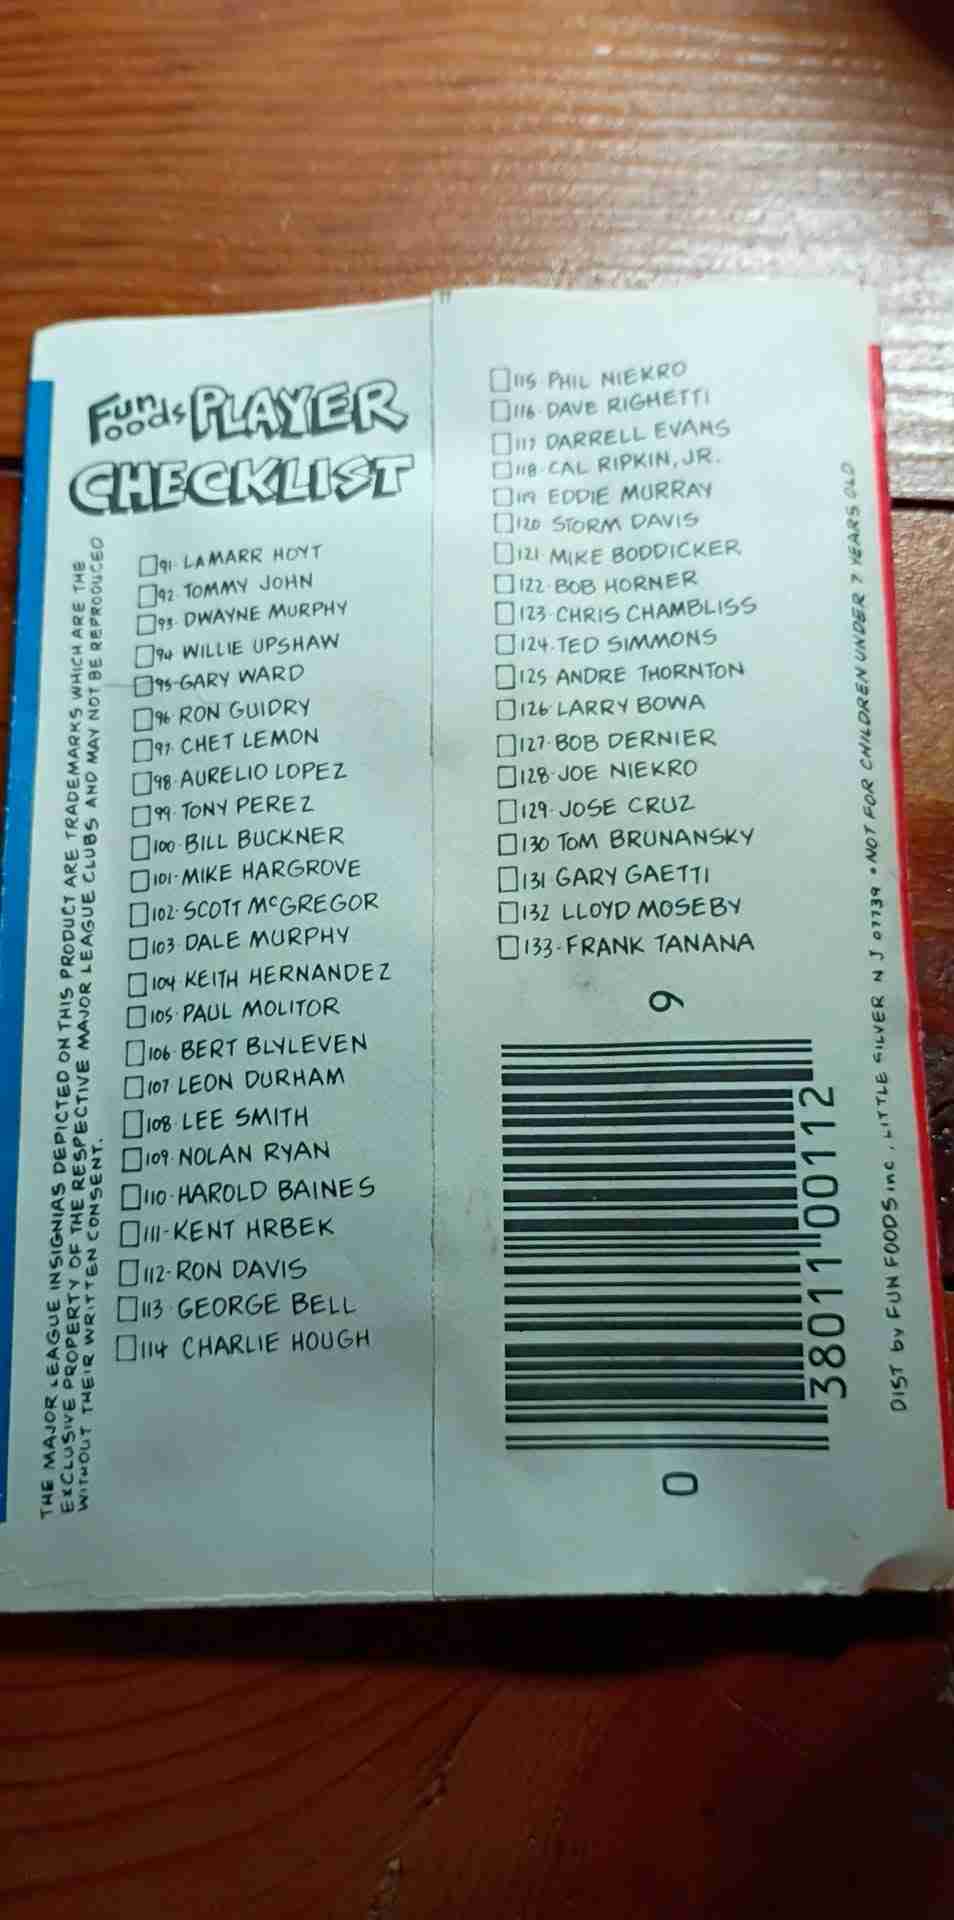 Fun Foods PLAYER
CHECKLIST
91· LAMARR HOYT
92· TOMMY JOHN
93· DWAYNE MURPHY
94 WILLIE UPSHAW
95-GARY WARD
96· RON GUIDRY
97· CHET LEMON
98· AURELIO LOPEZ
99· TONY PEREZ
100· BILL BUCKNER
101· MIKE HARGROVE
102· SCOTT McGREGOR
103· DALE MURPHY
104 KEITH HERNANDEZ
105· PAUL MOLITOR
106· BERT BLYLEVEN
107 LEON DURHAM
108· LEE SMITH
109· NOLAN RYAN
110· HAROLD BAINES
111-KENT HRBEK
112-RON DAVIS
113· GEORGE BELL
114 CHARLIE HOUGH
115 PHIL NIEKRO
116· DAVE RIGHETTI
117· DARRELL EVANS
118· CAL RIPKIN, JR.
119· EDDIE MURRAY
120· STORM DAVIS
121· MIKE BODDICKER
122· BOB HORNER
123· CHRIS CHAMBLISS
124. TED SIMMONS
125 ANDRE THORNTON
126· LARRY BOWA
127· BOB DERNIER
128· JOE NIEKRO
129· JOSE CRUZ
130 TOM BRUNANSKY
131 GARY GAETTI
132 LLOYD MOSEBY
133-FRANK TANANA
0 38011 00112 9
THE MAJOR LEAGUE INSIGNIAS DEPICTED ON THIS PRODUCT ARE TRADEMARKS WHICH ARE THE
EXCLUSIVE PROPERTY OF THE RESPECTIVE MAJOR LEAGUE CLUBS AND MAY NOT BE REPRODUCED
WITHOUT THEIR WRITTEN CONSENT.
DIST by FUN FOODS inc, LITTLE SILVER N J 07739 • NOT FOR CHILDREN UNDER 7 YEARS OLD